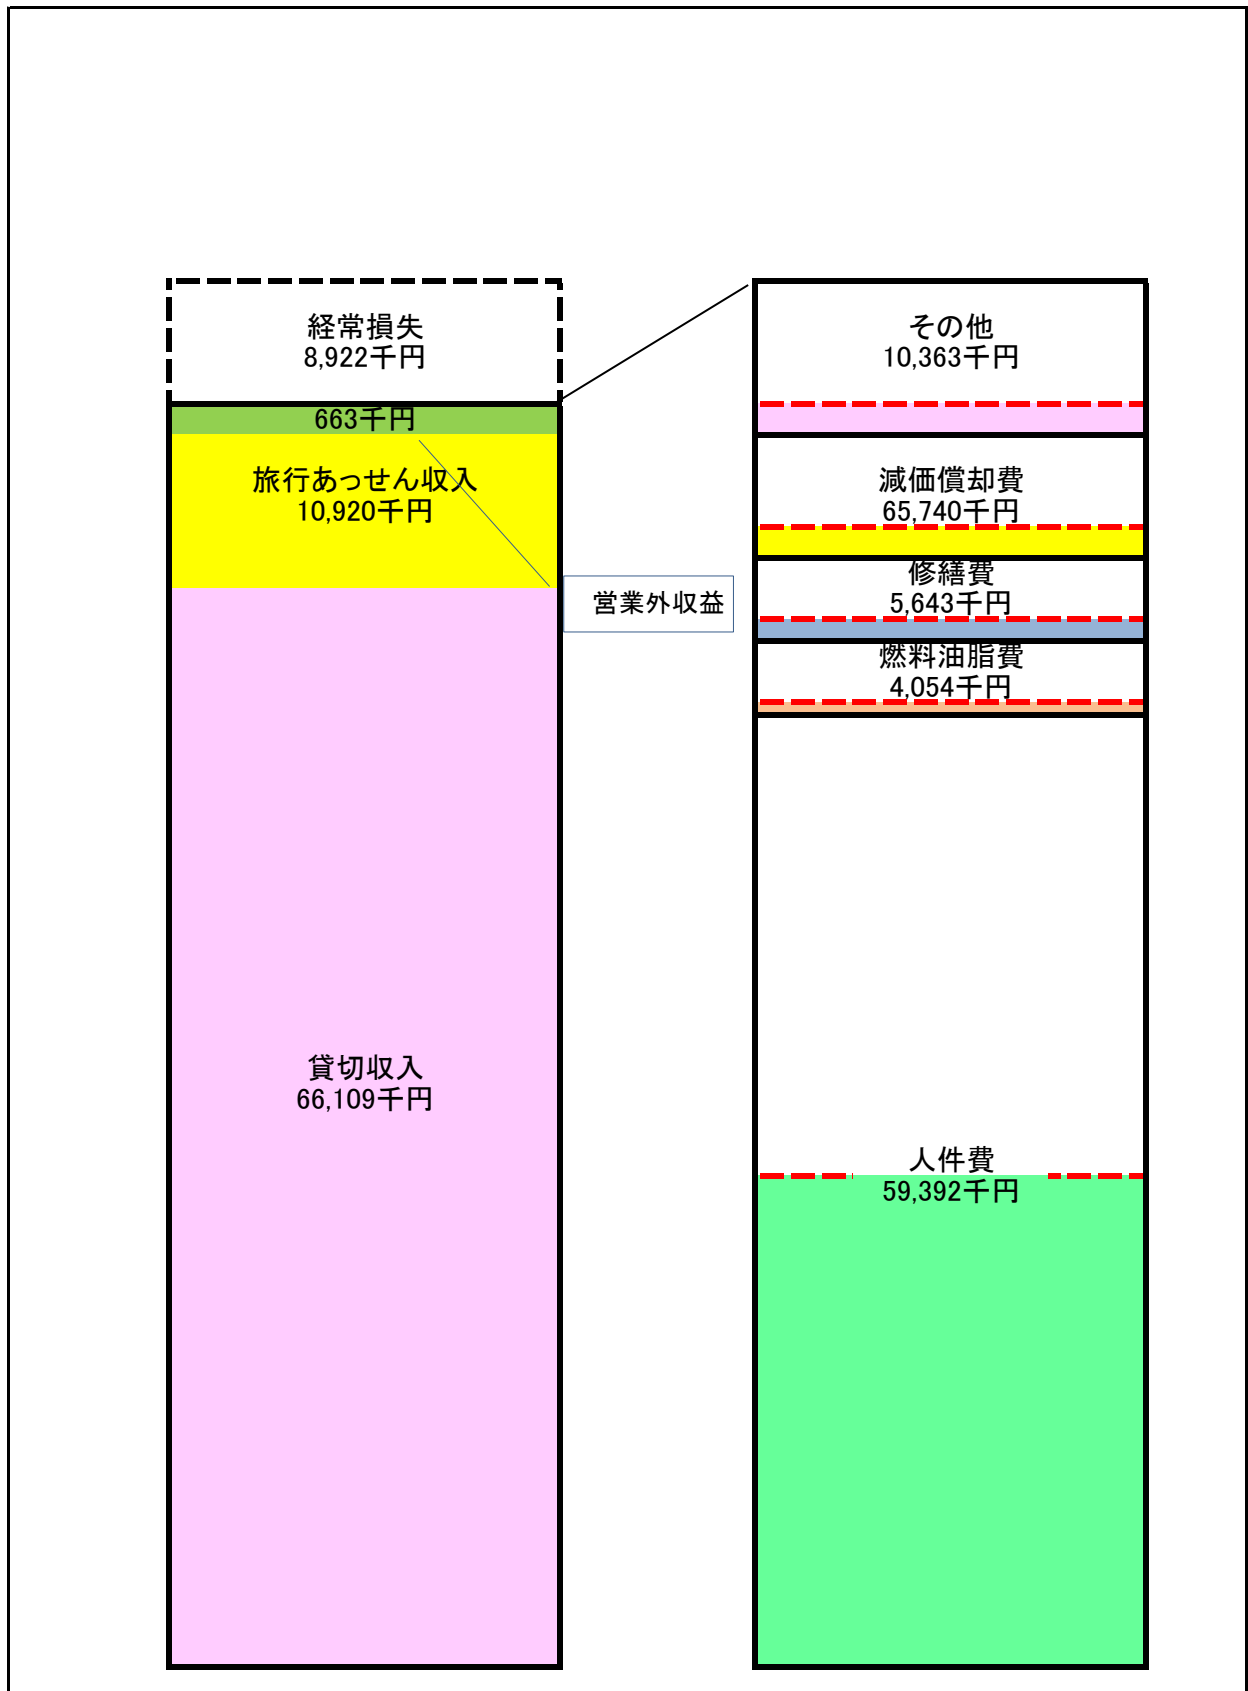 経常損失
8,922千円
663千円
旅行あっせん収入
10,920千円
営業外収益
貸切収入
66,109千円
その他
10,363千円
減価償却費
65,740千円
修繕費
5,643千円
燃料油脂費
4,054千円
人件費
59,392千円